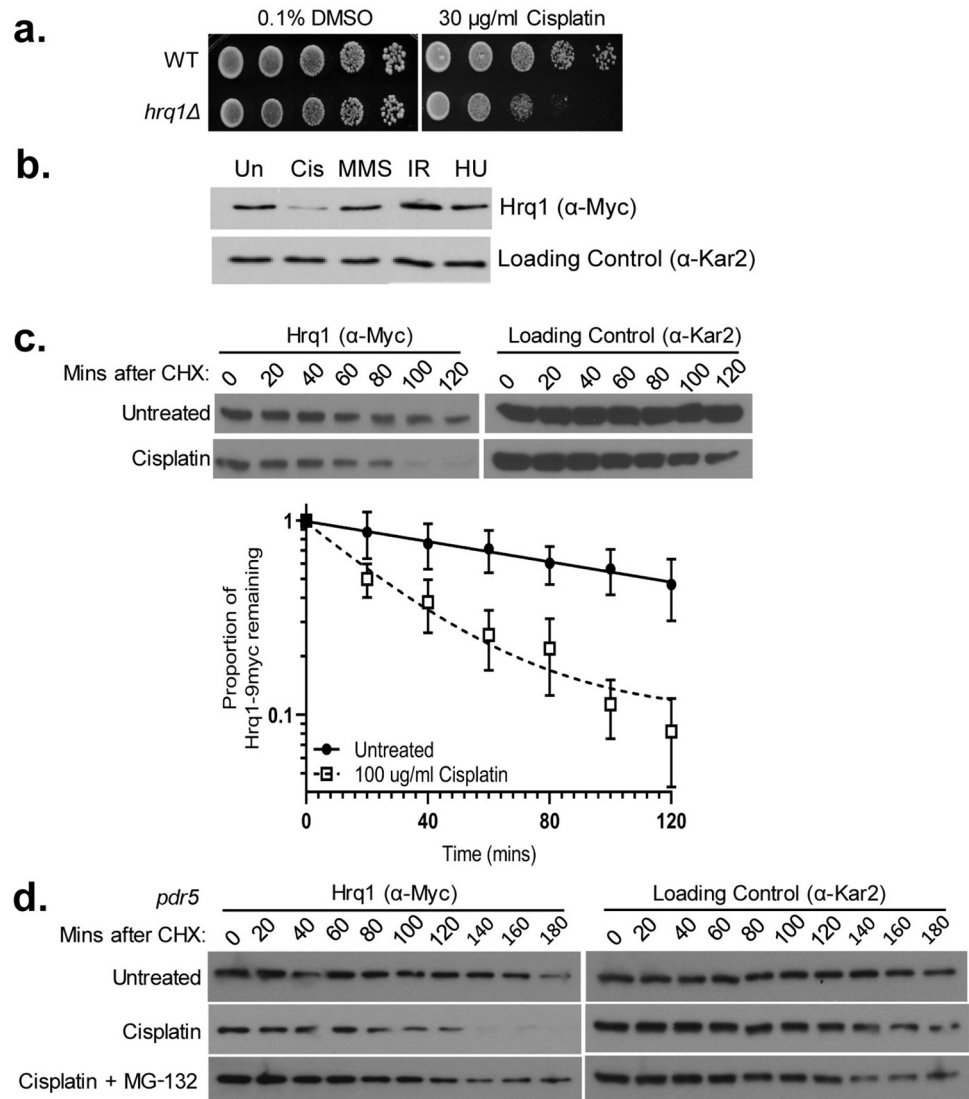 a.
0.1% DMSO 30 µg/ml Cisplatin
WT
hrq1Δ
b.
Un Cis MMS IR HU
Hrq1 (α-Myc)
Loading Control (α-Kar2)
c.
Hrq1 (α-Myc) Loading Control (α-Kar2)
Mins after CHX: 0 20 40 60 80 100 120 0 20 40 60 80 100 120
Untreated
Cisplatin
Proportion of
Hrq1-9myc remaining
1
0.1
Untreated
100 ug/ml Cisplatin
0 40 80 120
Time (mins)
d.
pdr5 Hrq1 (α-Myc) Loading Control (α-Kar2)
Mins after CHX: 0 20 40 60 80 100 120 140 160 180 0 20 40 60 80 100 120 140 160 180
Untreated
Cisplatin
Cisplatin + MG-132